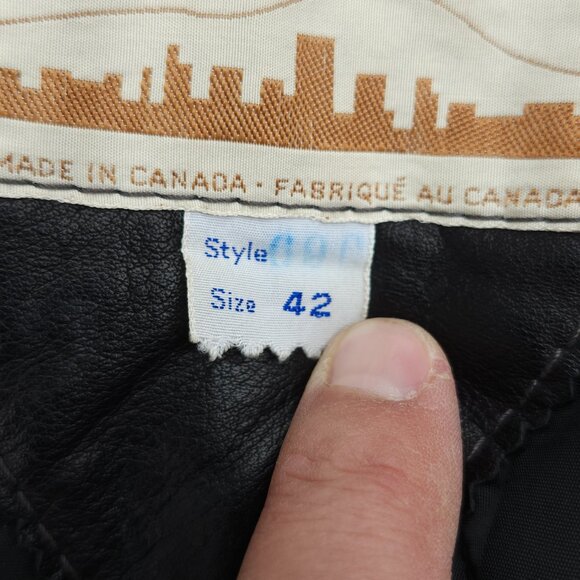 MADE IN CANADA · FABRIQUÉ AU CANADA
Style
Size 42